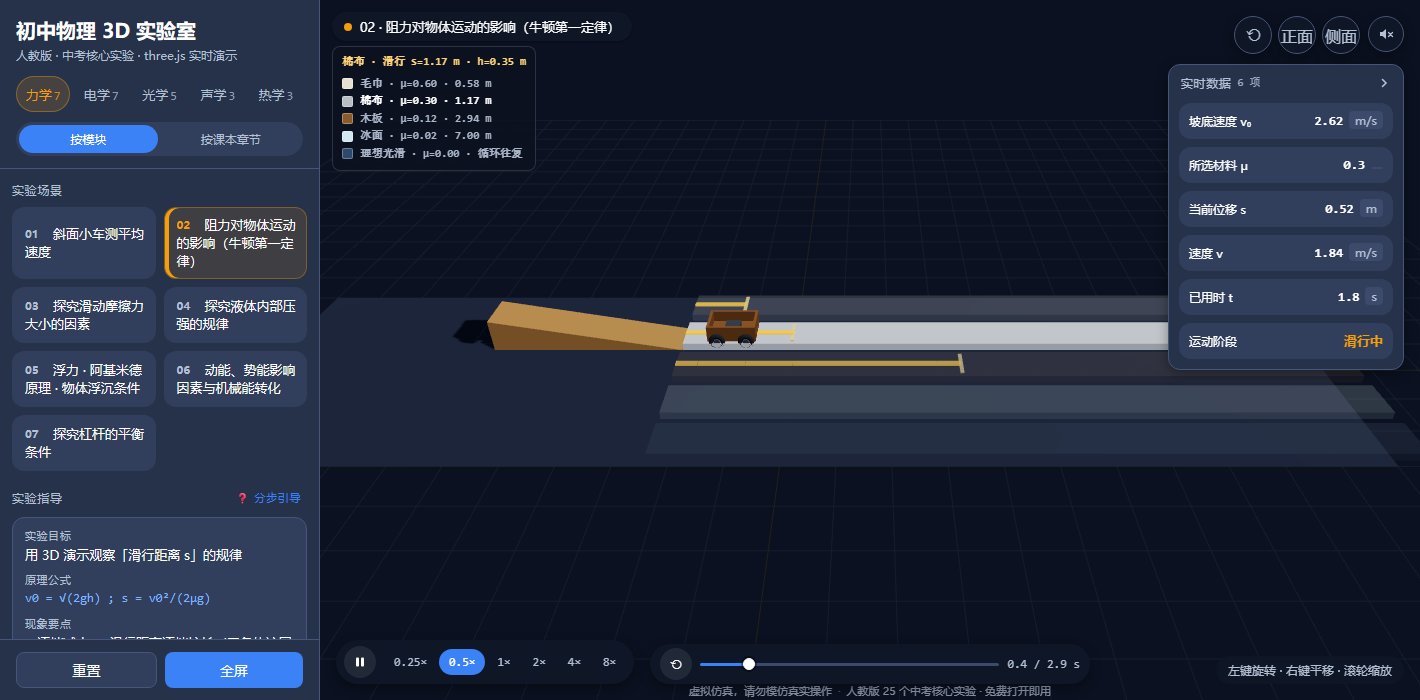 初中物理 3D 实验室
人教版 · 中考核心实验 · three.js 实时演示
力学 7
电学 7
光学 5
声学 3
热学 3
按模块
按课本章节
实验场景
01 斜面小车测平均
速度
02 阻力对物体运动
的影响（牛顿第一定
律）
03 探究滑动摩擦力
大小的因素
04 探究液体内部压
强的规律
05 浮力 · 阿基米德
原理 · 物体浮沉条件
06 动能、势能影响
因素与机械能转化
07 探究杠杆的平衡
条件
实验指导
❓ 分步引导
实验目标
用 3D 演示观察「滑行距离 s」的规律
原理公式
v0 = √(2gh) ; s = v0²/(2μg)
现象要点
重置
全屏
02 · 阻力对物体运动的影响（牛顿第一定律）
棉布 · 滑行 s=1.17 m · h=0.35 m
毛巾 · μ=0.60 · 0.58 m
棉布 · μ=0.30 · 1.17 m
木板 · μ=0.12 · 2.94 m
冰面 · μ=0.02 · 7.00 m
理想光滑 · μ=0.00 · 循环往复
正面
侧面
实时数据 6 项
坡底速度 v₀ 2.62 m/s
所选材料 μ 0.3
当前位移 s 0.52 m
速度 v 1.84 m/s
已用时 t 1.8 s
运动阶段 滑行中
0.25×
0.5×
1×
2×
4×
8×
0.4 / 2.9 s
左键旋转 · 右键平移 · 滚轮缩放
虚拟仿真，请勿模仿真实操作 · 人教版 25 个中考核心实验 · 免费打开即用